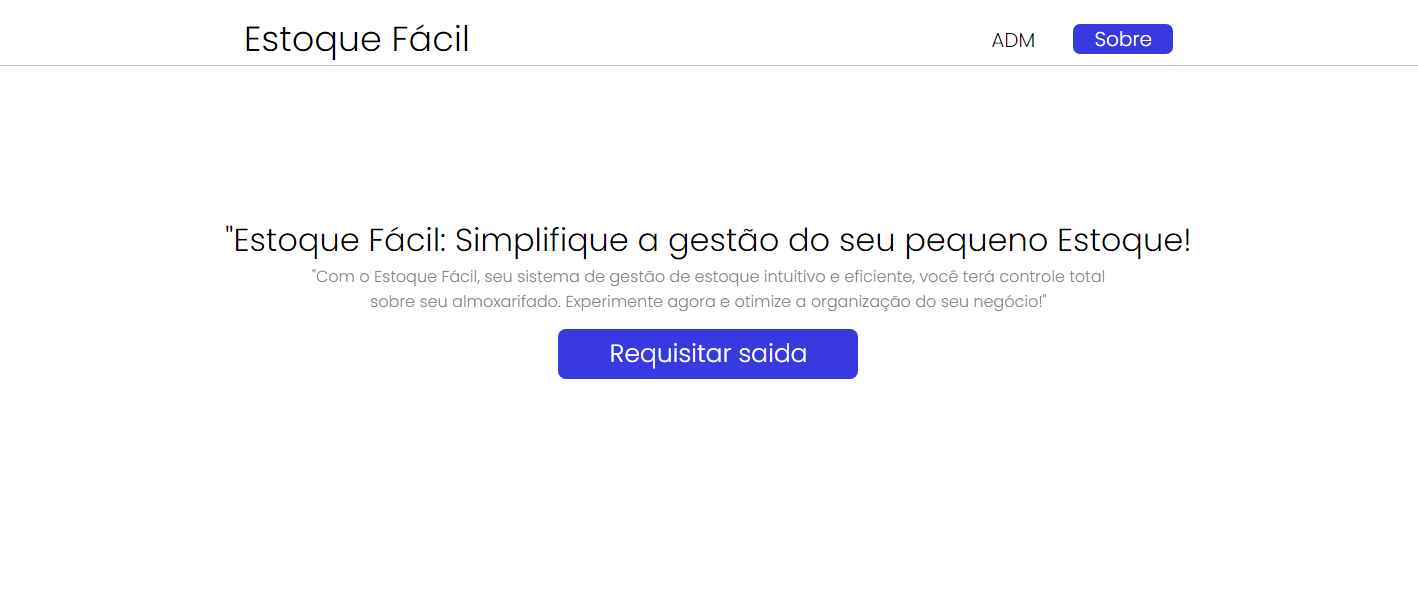 Estoque Fácil
ADM
Sobre
"Estoque Fácil: Simplifique a gestão do seu pequeno Estoque!
"Com o Estoque Fácil, seu sistema de gestão de estoque intuitivo e eficiente, você terá controle total
sobre seu almoxarifado. Experimente agora e otimize a organização do seu negócio!"
Requisitar saida